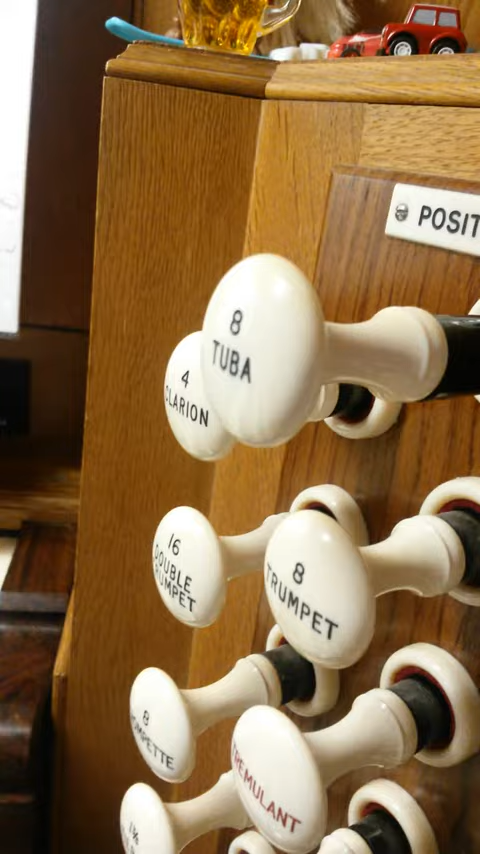 POSIT
8
TUBA
4
CLARION
16
DOUBLE
TRUMPET
8
TRUMPET
8
TREMULANT